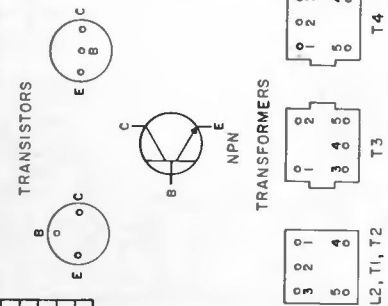 TRANSISTORS
B
E C
E B C
C
B
E
NPN
TRANSFORMERS
3 2 1
5 4
L2, T1, T2
1 2
3 4 5
T3
1 2
5
T4